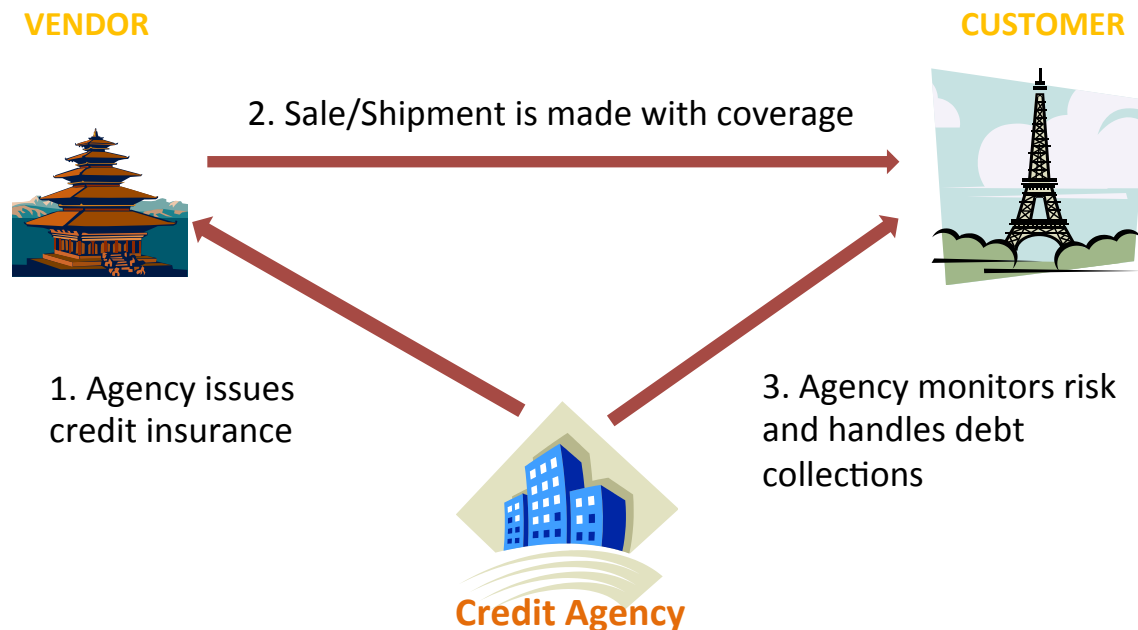 VENDOR
CUSTOMER
2. Sale/Shipment is made with coverage
1. Agency issues
credit insurance
3. Agency monitors risk
and handles debt
collections
Credit Agency